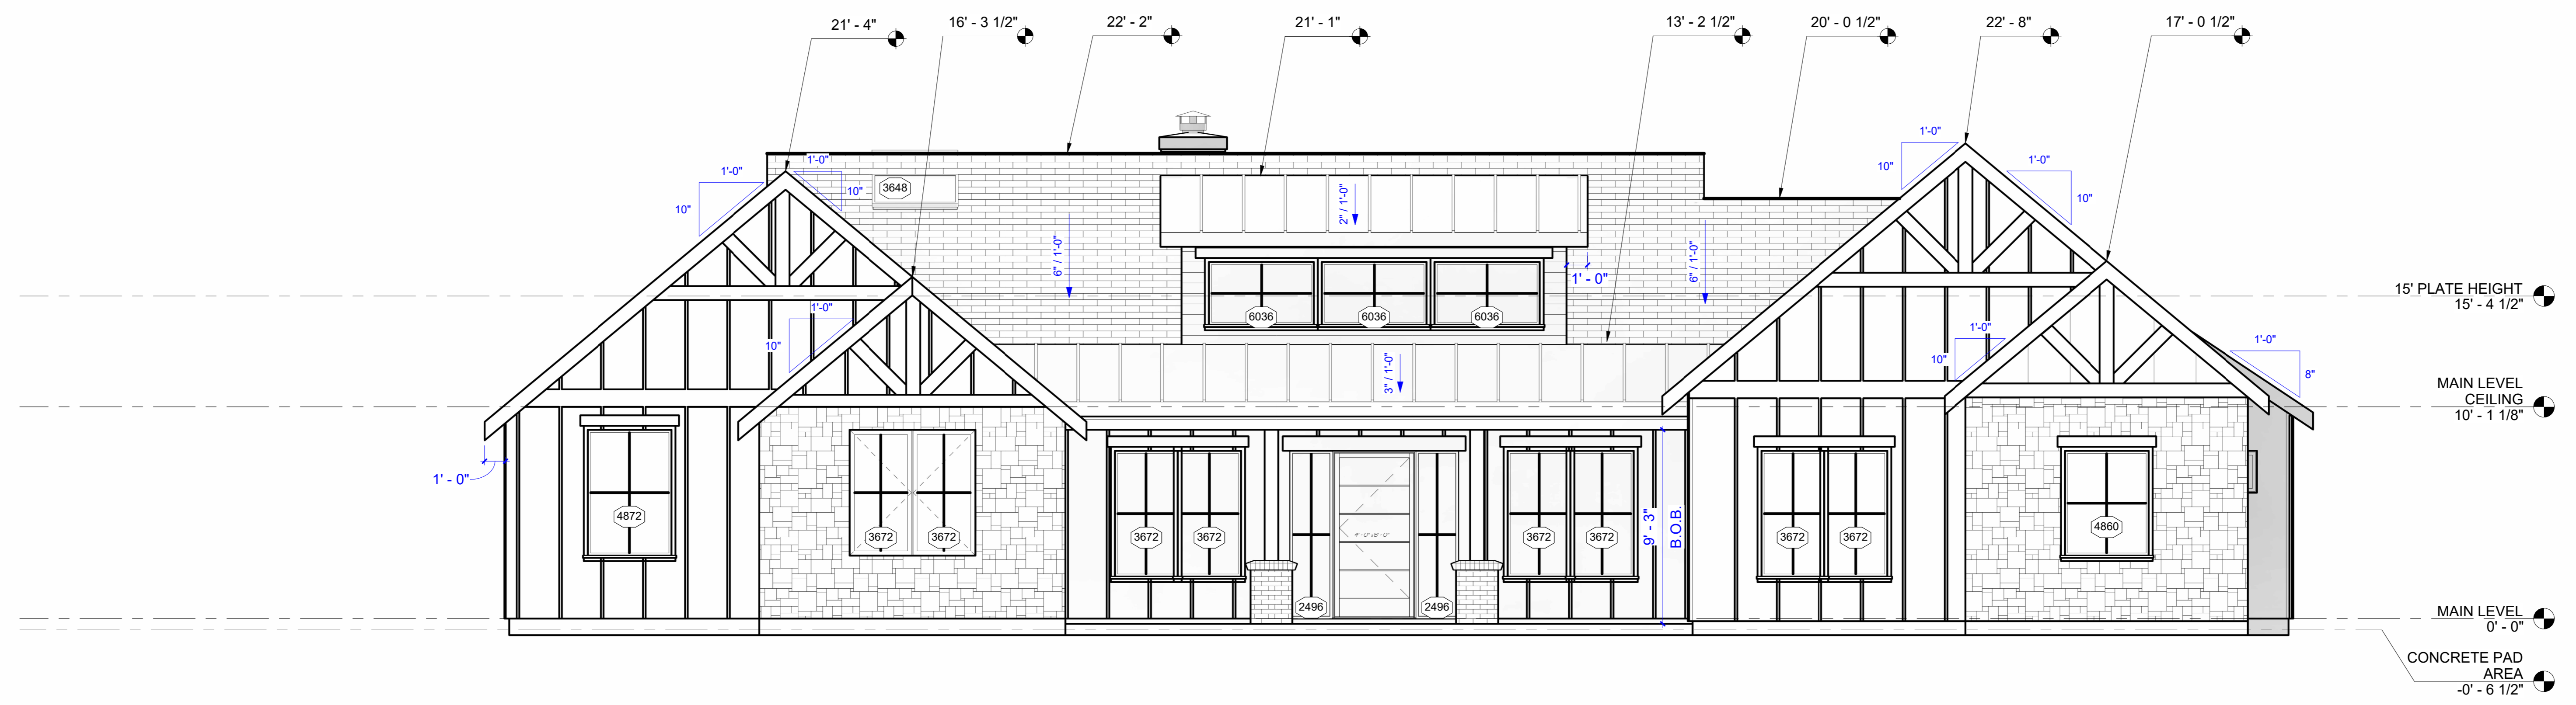 21' - 4"
16' - 3 1/2"
22' - 2"
21' - 1"
13' - 2 1/2"
20' - 0 1/2"
22' - 8"
17' - 0 1/2"
1'-0"
10"
1'-0"
10"
3648
2" / 1'-0"
6" / 1'-0"
6" / 1'-0"
1'-0"
10"
1'-0"
10"
1' - 0"
6036
6036
6036
15' PLATE HEIGHT
15' - 4 1/2"
1'-0"
10"
3" / 1'-0"
1'-0"
10"
1'-0"
8"
MAIN LEVEL
CEILING
10' - 1 1/8"
1' - 0"
4872
3672
3672
3672
3672
4'-0"x8'-0"
3672
3672
9' - 3"
B.O.B.
3672
3672
4860
2496
2496
MAIN LEVEL
0' - 0"
CONCRETE PAD
AREA
-0' - 6 1/2"